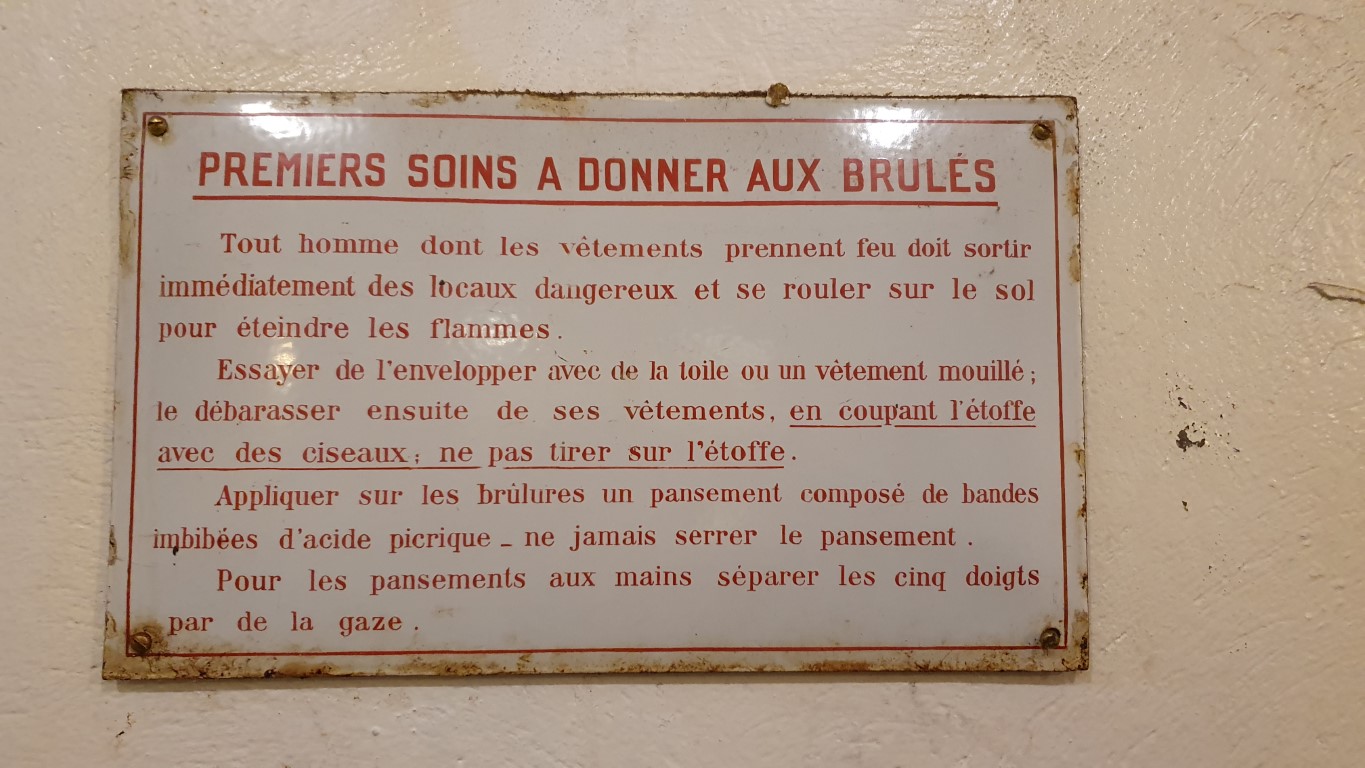 PREMIERS SOINS A DONNER AUX BRULÉS
Tout homme dont les vêtements prennent feu doit sortir
immédiatement des locaux dangereux et se rouler sur le sol
pour éteindre les flammes.
Essayer de l'envelopper avec de la toile ou un vêtement mouillé;
le débarasser ensuite de ses vêtements, en coupant l'étoffe
avec des ciseaux; ne pas tirer sur l'étoffe.
Appliquer sur les brûlures un pansement composé de bandes
imbibées d'acide picrique _ ne jamais serrer le pansement.
Pour les pansements aux mains séparer les cinq doigts
par de la gaze.